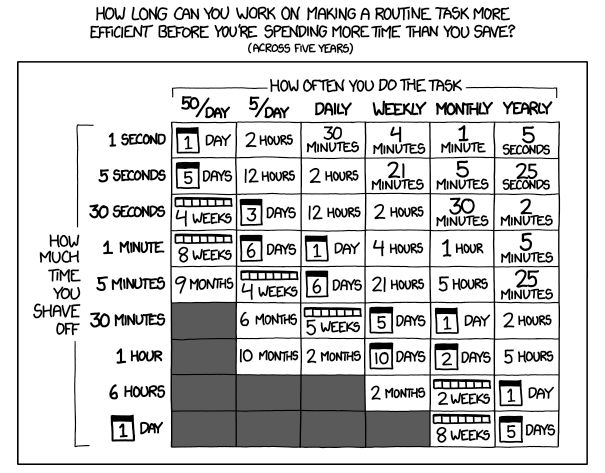 HOW LONG CAN YOU WORK ON MAKING A ROUTINE TASK MORE
EFFICIENT BEFORE YOU'RE SPENDING MORE TIME THAN YOU SAVE?
(ACROSS FIVE YEARS)
HOW OFTEN YOU DO THE TASK
50/DAY 5/DAY DAILY WEEKLY MONTHLY YEARLY
HOW MUCH TIME YOU SHAVE OFF
1 SECOND 1 DAY 2 HOURS 30 MINUTES 4 MINUTES 1 MINUTE 5 SECONDS
5 SECONDS 5 DAYS 12 HOURS 2 HOURS 21 MINUTES 5 MINUTES 25 SECONDS
30 SECONDS 4 WEEKS 3 DAYS 12 HOURS 2 HOURS 30 MINUTES 2 MINUTES
1 MINUTE 8 WEEKS 6 DAYS 1 DAY 4 HOURS 1 HOUR 5 MINUTES
5 MINUTES 9 MONTHS 4 WEEKS 6 DAYS 21 HOURS 5 HOURS 25 MINUTES
30 MINUTES 6 MONTHS 5 WEEKS 5 DAYS 1 DAY 2 HOURS
1 HOUR 10 MONTHS 2 MONTHS 10 DAYS 2 DAYS 5 HOURS
6 HOURS 2 MONTHS 2 WEEKS 1 DAY
1 DAY 8 WEEKS 5 DAYS